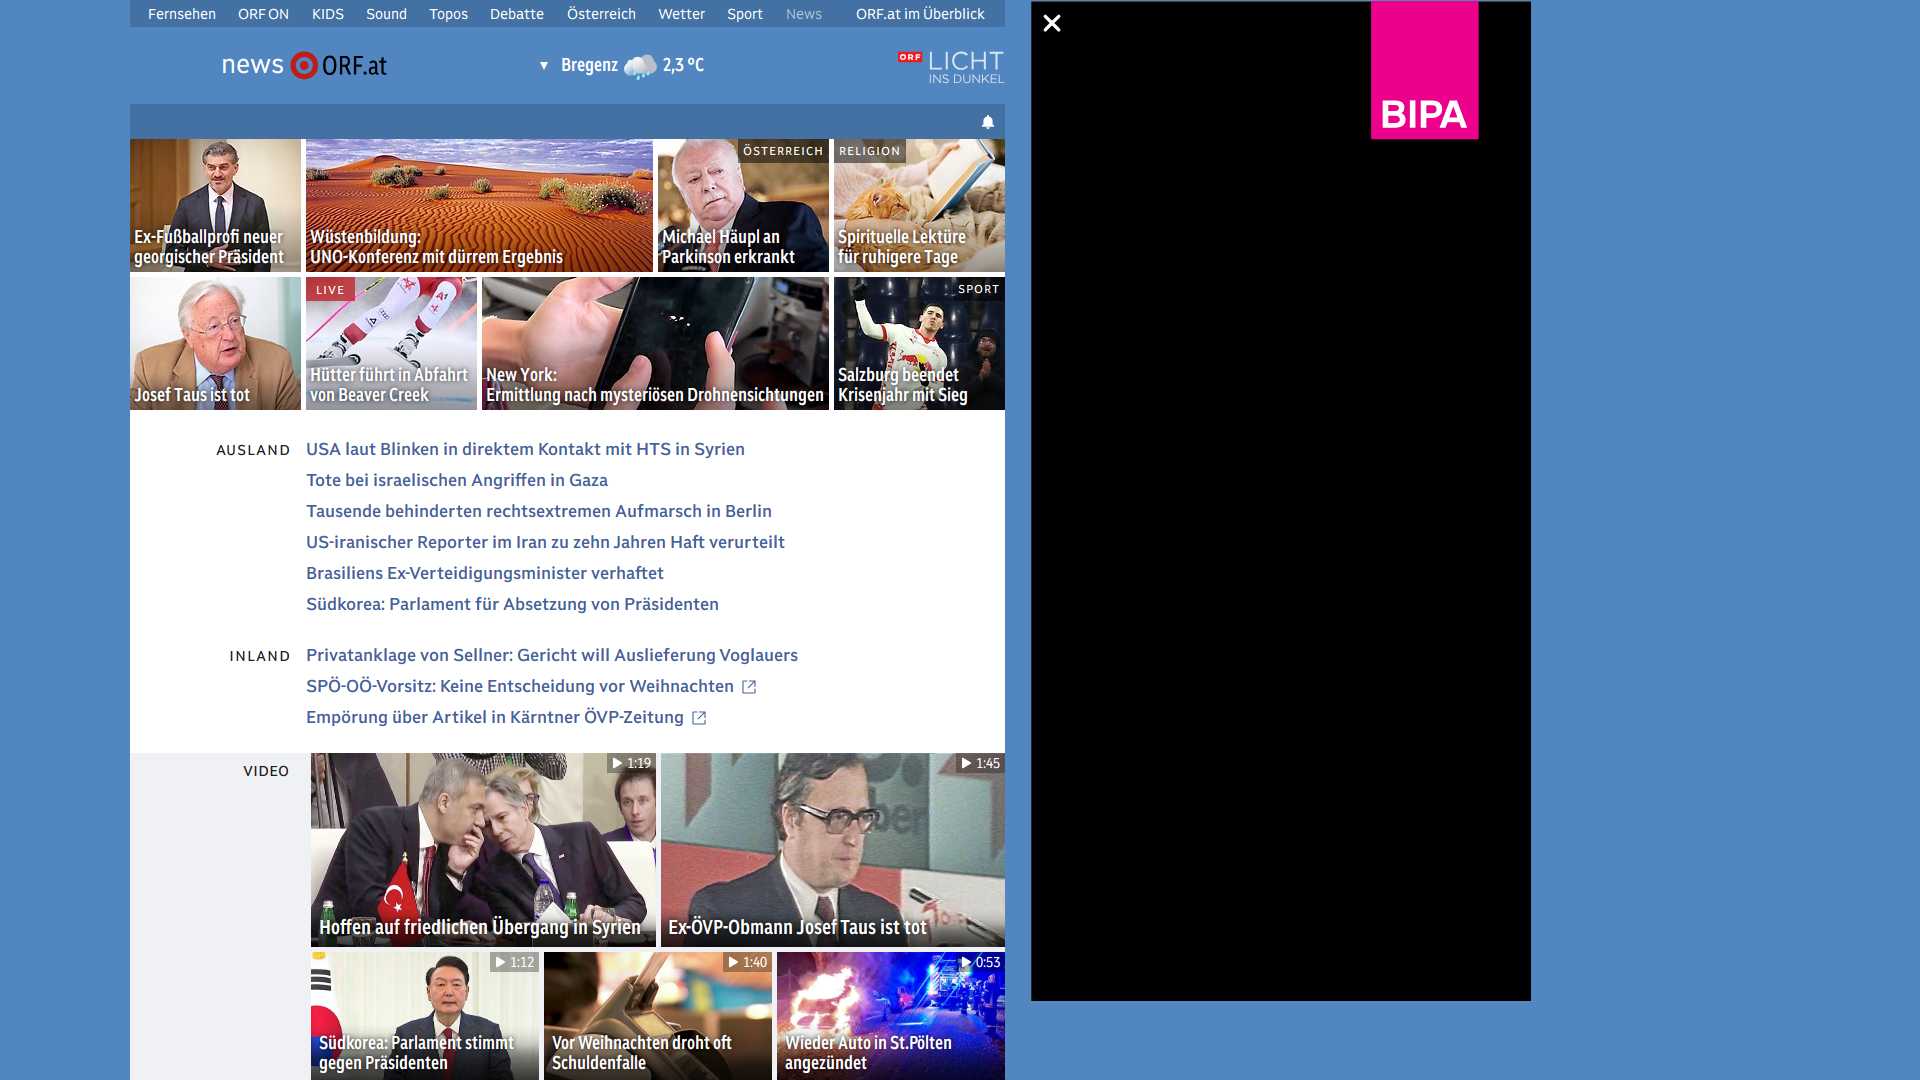 Fernsehen ORF ON KIDS Sound Topos Debatte Österreich Wetter Sport News ORF.at im Überblick
news ORF.at
Bregenz 2,3 °C
ORF LICHT
INS DUNKEL
BIPA
Ex-Fußballprofi neuer
georgischer Präsident
Wüstenbildung:
UNO-Konferenz mit dürrem Ergebnis
ÖSTERREICH
Michael Häupl an
Parkinson erkrankt
RELIGION
Spirituelle Lektüre
für ruhigere Tage
Josef Taus ist tot
LIVE
Hütter führt in Abfahrt
von Beaver Creek
New York:
Ermittlung nach mysteriösen Drohnensichtungen
SPORT
Salzburg beendet
Krisenjahr mit Sieg
AUSLAND
USA laut Blinken in direktem Kontakt mit HTS in Syrien
Tote bei israelischen Angriffen in Gaza
Tausende behinderten rechtsextremen Aufmarsch in Berlin
US-iranischer Reporter im Iran zu zehn Jahren Haft verurteilt
Brasiliens Ex-Verteidigungsminister verhaftet
Südkorea: Parlament für Absetzung von Präsidenten
INLAND
Privatanklage von Sellner: Gericht will Auslieferung Voglauers
SPÖ-OÖ-Vorsitz: Keine Entscheidung vor Weihnachten
Empörung über Artikel in Kärntner ÖVP-Zeitung
VIDEO
1:19
Hoffen auf friedlichen Übergang in Syrien
1:45
Ex-ÖVP-Obmann Josef Taus ist tot
1:12
Südkorea: Parlament stimmt
gegen Präsidenten
1:40
Vor Weihnachten droht oft
Schuldenfalle
0:53
Wieder Auto in St.Pölten
angezündet